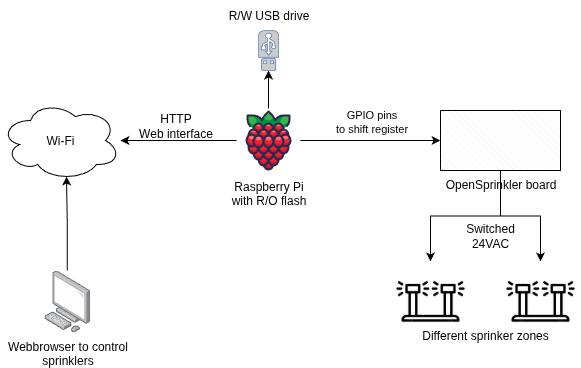 R/W USB drive
HTTP
Web interface
GPIO pins
to shift register
Wi-Fi
Raspberry Pi
with R/O flash
OpenSprinkler board
Switched
24VAC
Different sprinker zones
Webbrowser to control
sprinklers